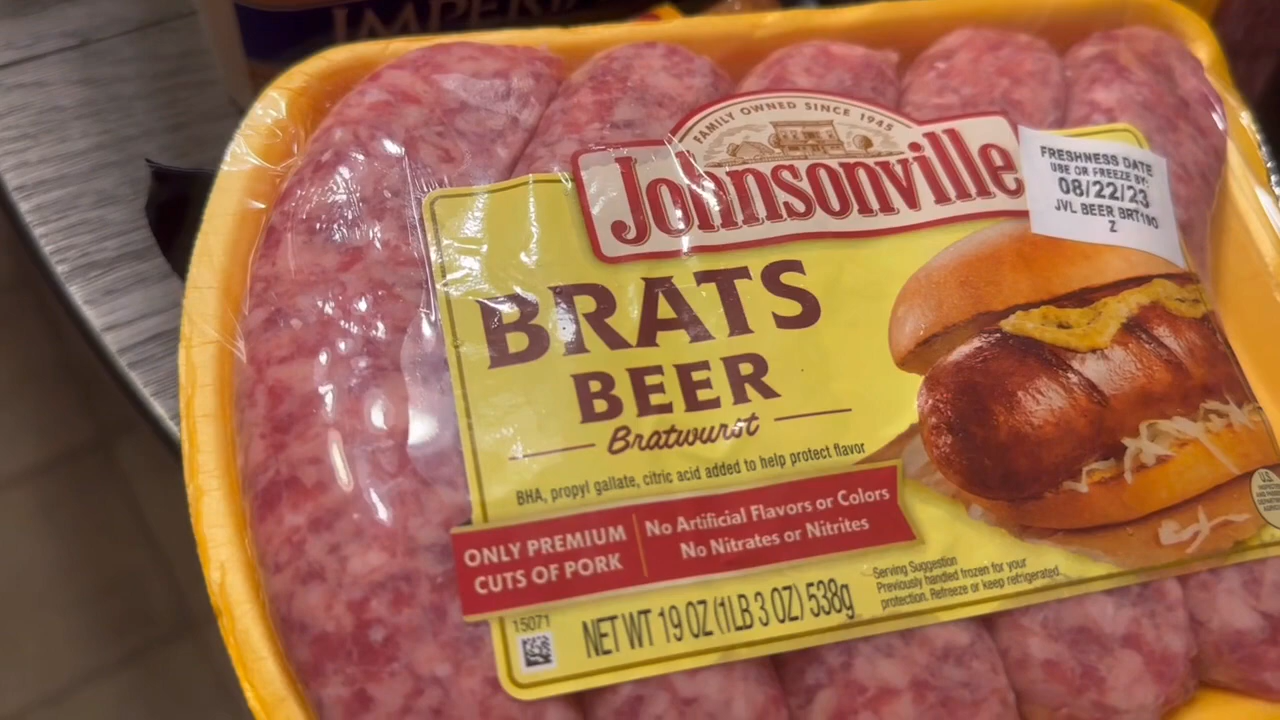 IMPERI
FAMILY OWNED SINCE 1945
Johnsonville
FRESHNESS DATE
USE OR FREEZE BY:
08/22/23
JVL BEER BRT190
Z
BRATS
BEER
Bratwurst
BHA, propyl gallate, citric acid added to help protect flavor
ONLY PREMIUM
CUTS OF PORK
No Artificial Flavors or Colors
No Nitrates or Nitrites
Serving Suggestion
Previously handled frozen for your
protection. Refreeze or keep refrigerated.
15071
NET WT 19 OZ (1LB 3 OZ) 538g
U.S.